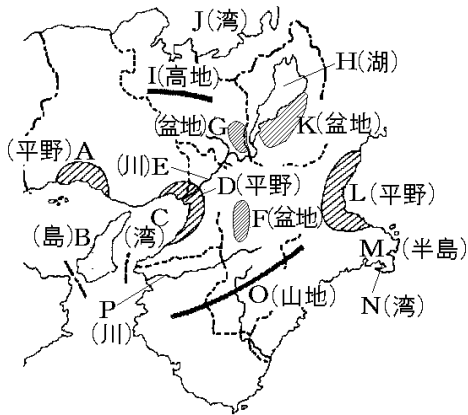 J(湾)
H(湖)
I(高地)
(盆地)G
K(盆地)
(平野)A
(川)E
D(平野)
L(平野)
C
(湾)
F(盆地)
(島)B
M(半島)
N(湾)
O(山地)
P
(川)